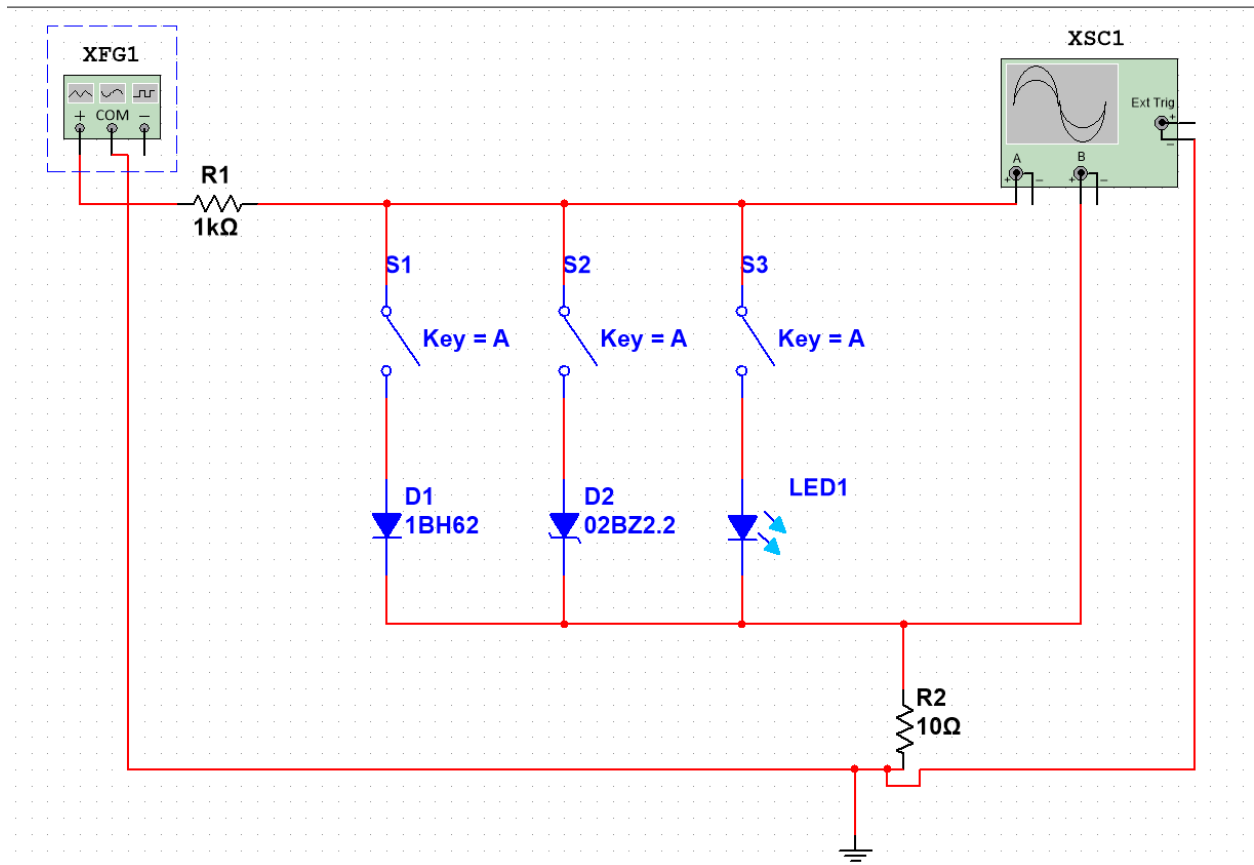 XFG1
+ COM −
XSC1
Ext Trig
+
−
A
B
+ −
+ −
R1
1kΩ
S1
S2
S3
Key = A
Key = A
Key = A
D1
1BH62
D2
02BZ2.2
LED1
R2
10Ω